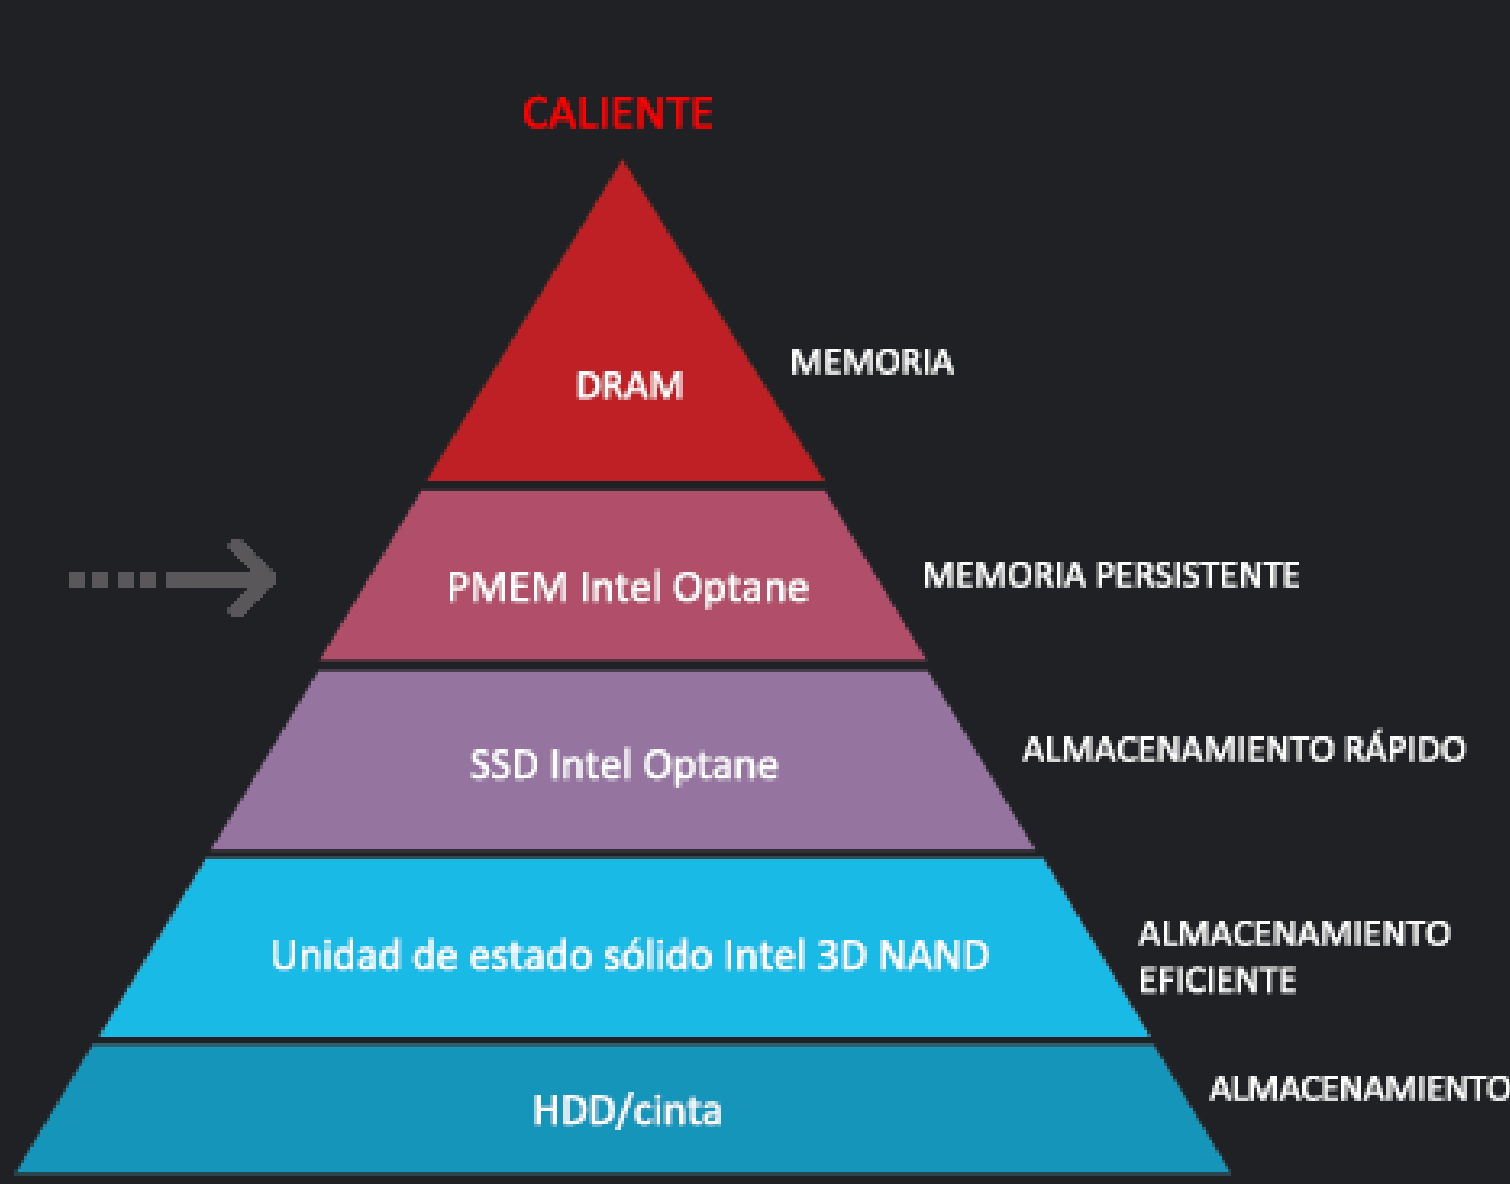 CALIENTE
DRAM
MEMORIA
PMEM Intel Optane
MEMORIA PERSISTENTE
SSD Intel Optane
ALMACENAMIENTO RÁPIDO
Unidad de estado sólido Intel 3D NAND
ALMACENAMIENTO
EFICIENTE
HDD/cinta
ALMACENAMIENTO